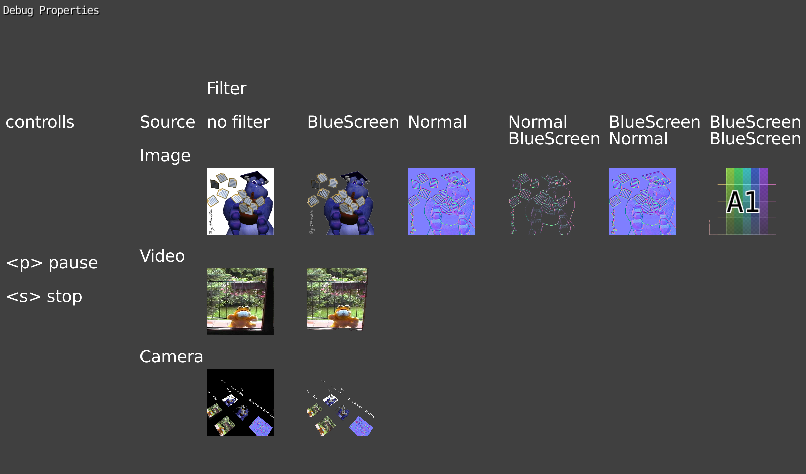 Debug Properties
Filter
controlls Source no filter BlueScreen Normal Normal BlueScreen BlueScreen
BlueScreen Normal BlueScreen
Image
A1
<p> pause
Video
<s> stop
Camera